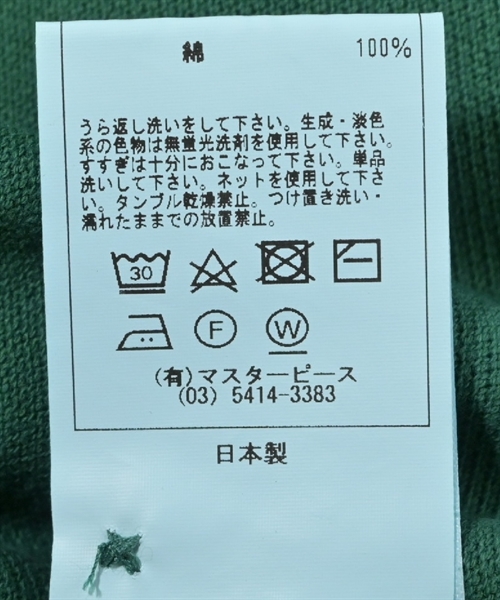 綿 100%
うら返し洗いをして下さい。生成・淡色
系の色物は無蛍光洗剤を使用して下さい。
すすぎは十分におこなって下さい。単品
洗いして下さい。ネットを使用して下さ
い。タンブル乾燥禁止。つけ置き洗い・
濡れたままでの放置禁止。
30
F W
(有)マスターピース
(03) 5414-3383
日本製